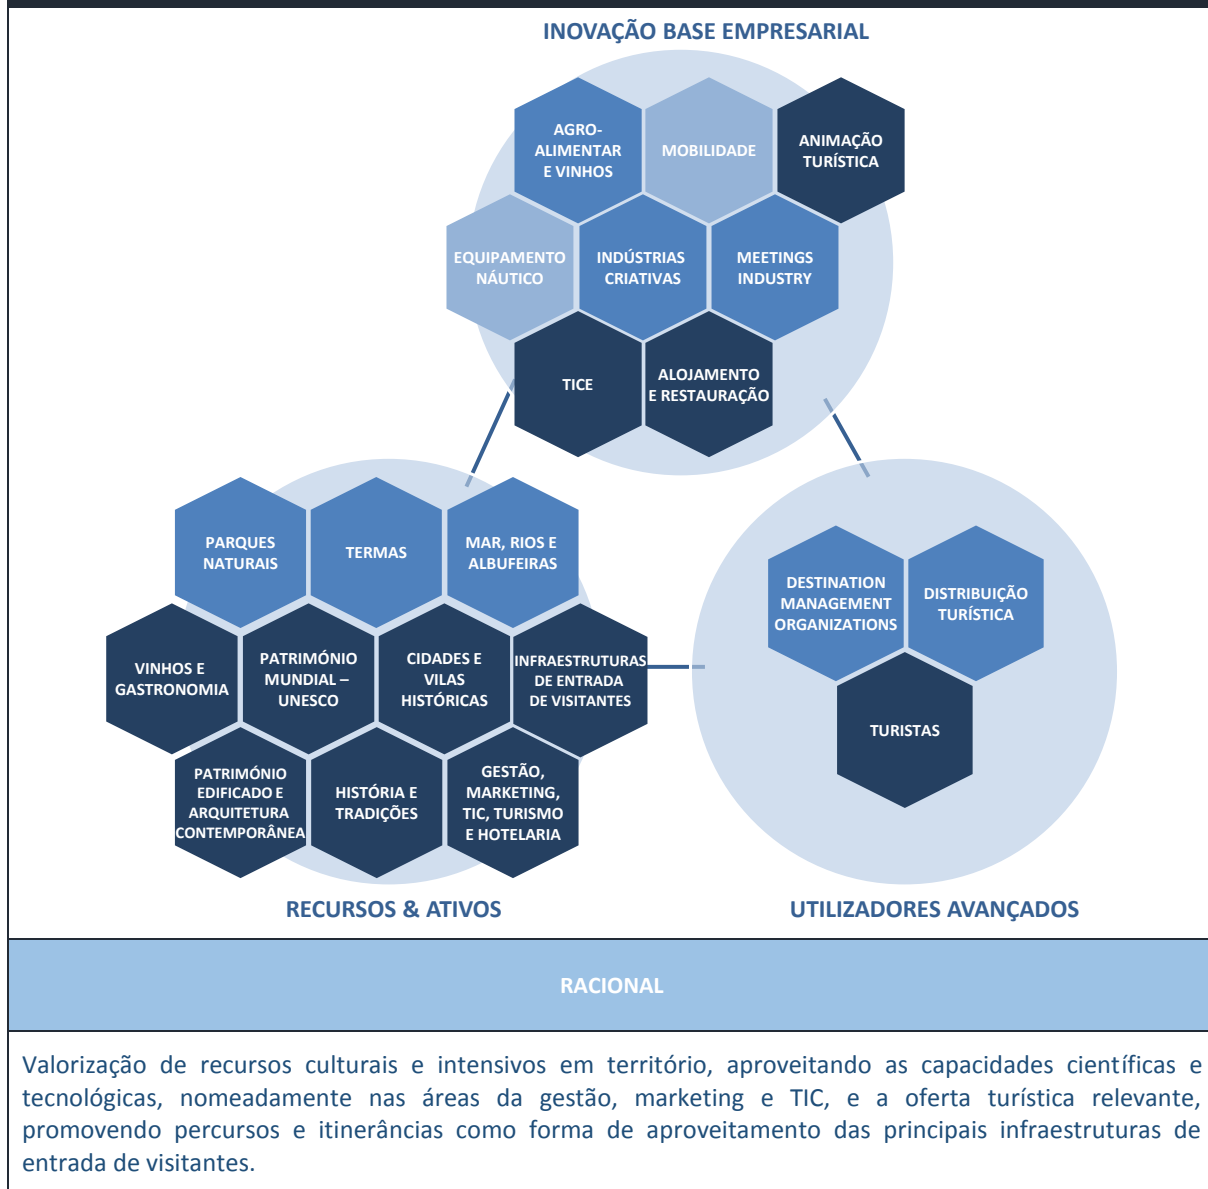 INOVAÇÃO BASE EMPRESARIAL
AGRO-
ALIMENTAR
E VINHOS
MOBILIDADE
ANIMAÇÃO
TURÍSTICA
EQUIPAMENTO
NÁUTICO
INDÚSTRIAS
CRIATIVAS
MEETINGS
INDUSTRY
TICE
ALOJAMENTO
E RESTAURAÇÃO
PARQUES
NATURAIS
TERMAS
MAR, RIOS E
ALBUFEIRAS
VINHOS E
GASTRONOMIA
PATRIMÓNIO
MUNDIAL –
UNESCO
CIDADES E
VILAS
HISTÓRICAS
INFRAESTRUTURAS
DE ENTRADA
DE VISITANTES
PATRIMÓNIO
EDIFICADO E
ARQUITETURA
CONTEMPORÂNEA
HISTÓRIA E
TRADIÇÕES
GESTÃO,
MARKETING,
TIC, TURISMO
E HOTELARIA
RECURSOS & ATIVOS
DESTINATION
MANAGEMENT
ORGANIZATIONS
DISTRIBUIÇÃO
TURÍSTICA
TURISTAS
UTILIZADORES AVANÇADOS
RACIONAL
Valorização de recursos culturais e intensivos em território, aproveitando as capacidades científicas e
tecnológicas, nomeadamente nas áreas da gestão, marketing e TIC, e a oferta turística relevante,
promovendo percursos e itinerâncias como forma de aproveitamento das principais infraestruturas de
entrada de visitantes.